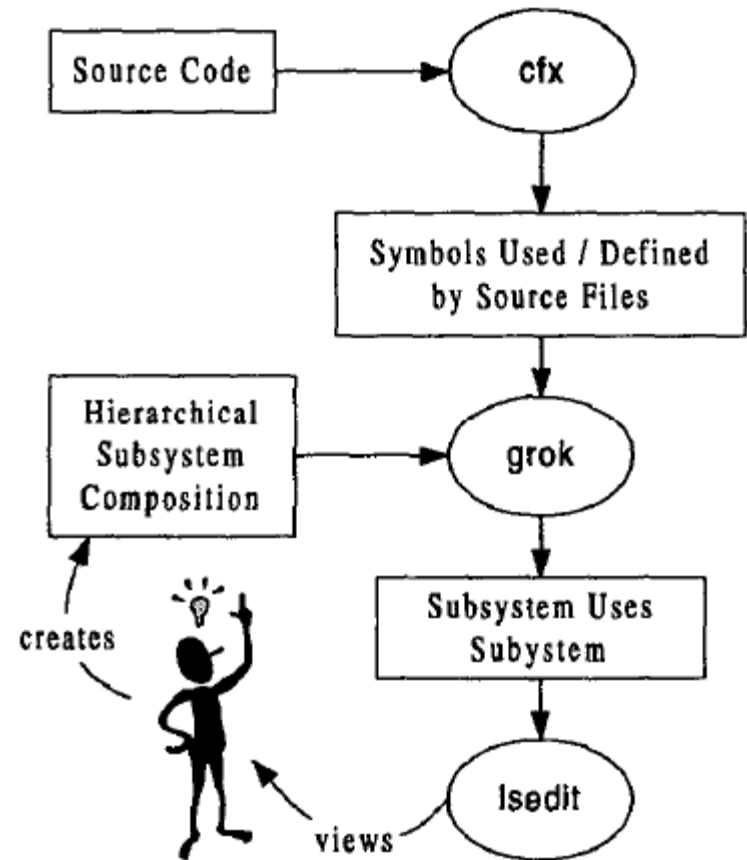 Source Code
cfx
Symbols Used / Defined
by Source Files
Hierarchical
Subsystem
Composition
grok
Subsystem Uses
Subystem
creates
lsedit
views